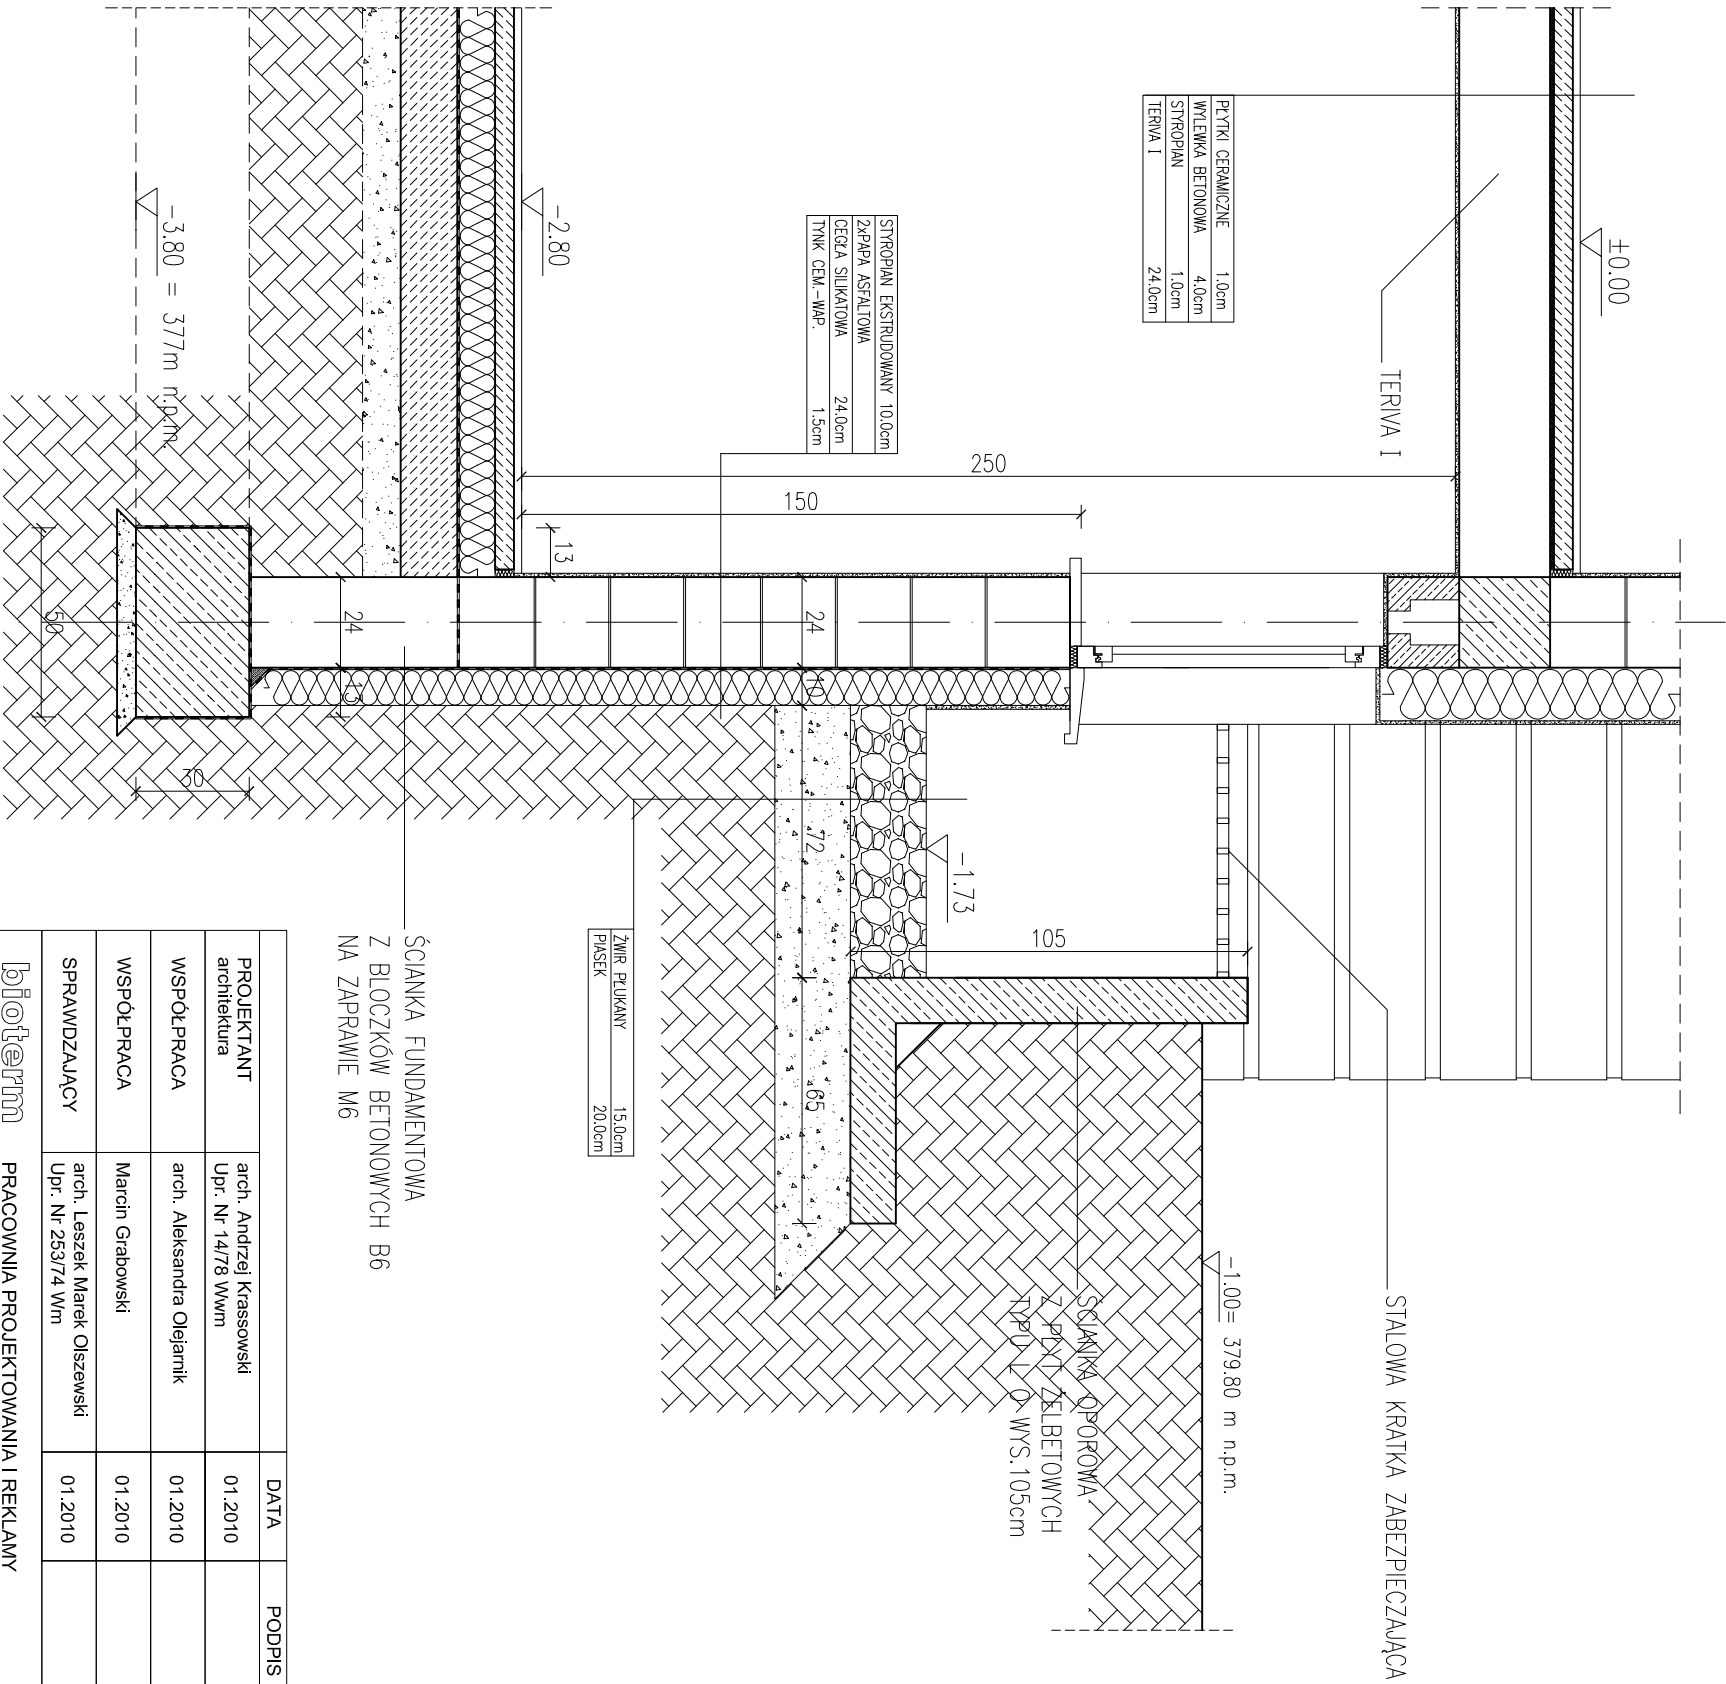 ±0.00
TERIVA I
PŁYTKI CERAMICZNE 1.0cm
WYLEWKA BETONOWA 4.0cm
STYROPIAN 1.0cm
TERIVA I 24.0cm
STYROPIAN EKSTRUDOWANY 10.0cm
2xPAPA ASFALTOWA
CEGŁA SILIKATOWA 24.0cm
TYNK CEM.-WAP. 1.5cm
-2.80
-3.80 = 377m n.p.m.
250
150
13
24
24
10
13
50
30
72
65
105
-1.73
STALOWA KRATKA ZABEZPIECZAJĄCA
-1.00= 379.80 m n.p.m.
ŚCIANKA OPOROWA
Z PŁYT ŻELBETOWYCH
TYPU L O WYS.105cm
ŻWIR PŁUKANY 15.0cm
PIASEK 20.0cm
ŚCIANKA FUNDAMENTOWA
Z BLOCZKÓW BETONOWYCH B6
NA ZAPRAWIE M6
DATA PODPIS
PROJEKTANT
architektura
arch. Andrzej Krassowski
Upr. Nr 14/78 Wwm
01.2010
WSPÓŁPRACA arch. Aleksandra Olejarnik 01.2010
WSPÓŁPRACA Marcin Grabowski 01.2010
SPRAWDZAJĄCY
arch. Leszek Marek Olszewski
Upr. Nr 253/74 Wm
01.2010
bioterm PRACOWNIA PROJEKTOWANIA I REKLAMY